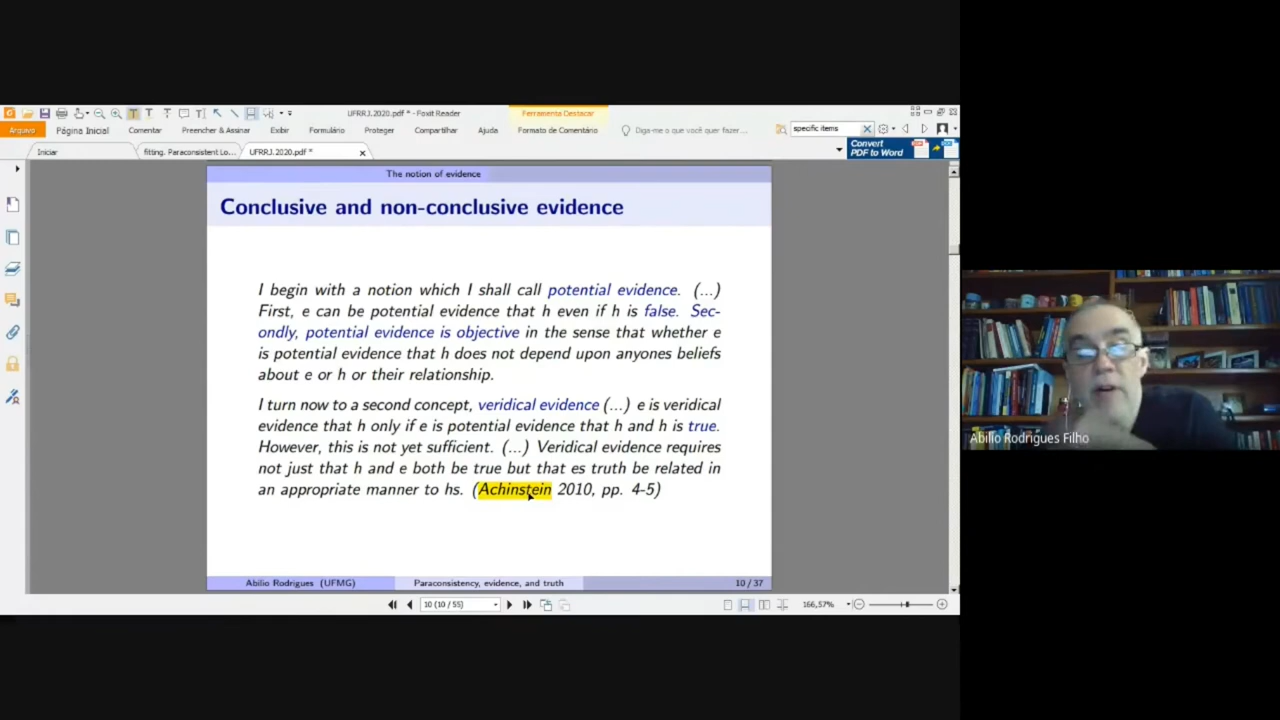 UFRRJ.2020.pdf * - Foxit Reader
Ferramenta Destacar
Arquivo
Página Inicial
Comentar
Preencher & Assinar
Exibir
Formulário
Proteger
Compartilhar
Ajuda
Formato de Comentário
Diga-me o que você quer fazer...
specific items
Iniciar
fitting. Paraconsistent Lo...
UFRRJ.2020.pdf *
Convert
PDF to Word
The notion of evidence
Conclusive and non-conclusive evidence
I begin with a notion which I shall call potential evidence. (...)
First, e can be potential evidence that h even if h is false. Sec-
ondly, potential evidence is objective in the sense that whether e
is potential evidence that h does not depend upon anyones beliefs
about e or h or their relationship.
I turn now to a second concept, veridical evidence (...) e is veridical
evidence that h only if e is potential evidence that h and h is true.
However, this is not yet sufficient. (...) Veridical evidence requires
not just that h and e both be true but that es truth be related in
an appropriate manner to hs. (Achinstein 2010, pp. 4-5)
Abilio Rodrigues (UFMG)
Paraconsistency, evidence, and truth
10 / 37
10 (10 / 55)
166,57%
Abilio Rodrigues Filho